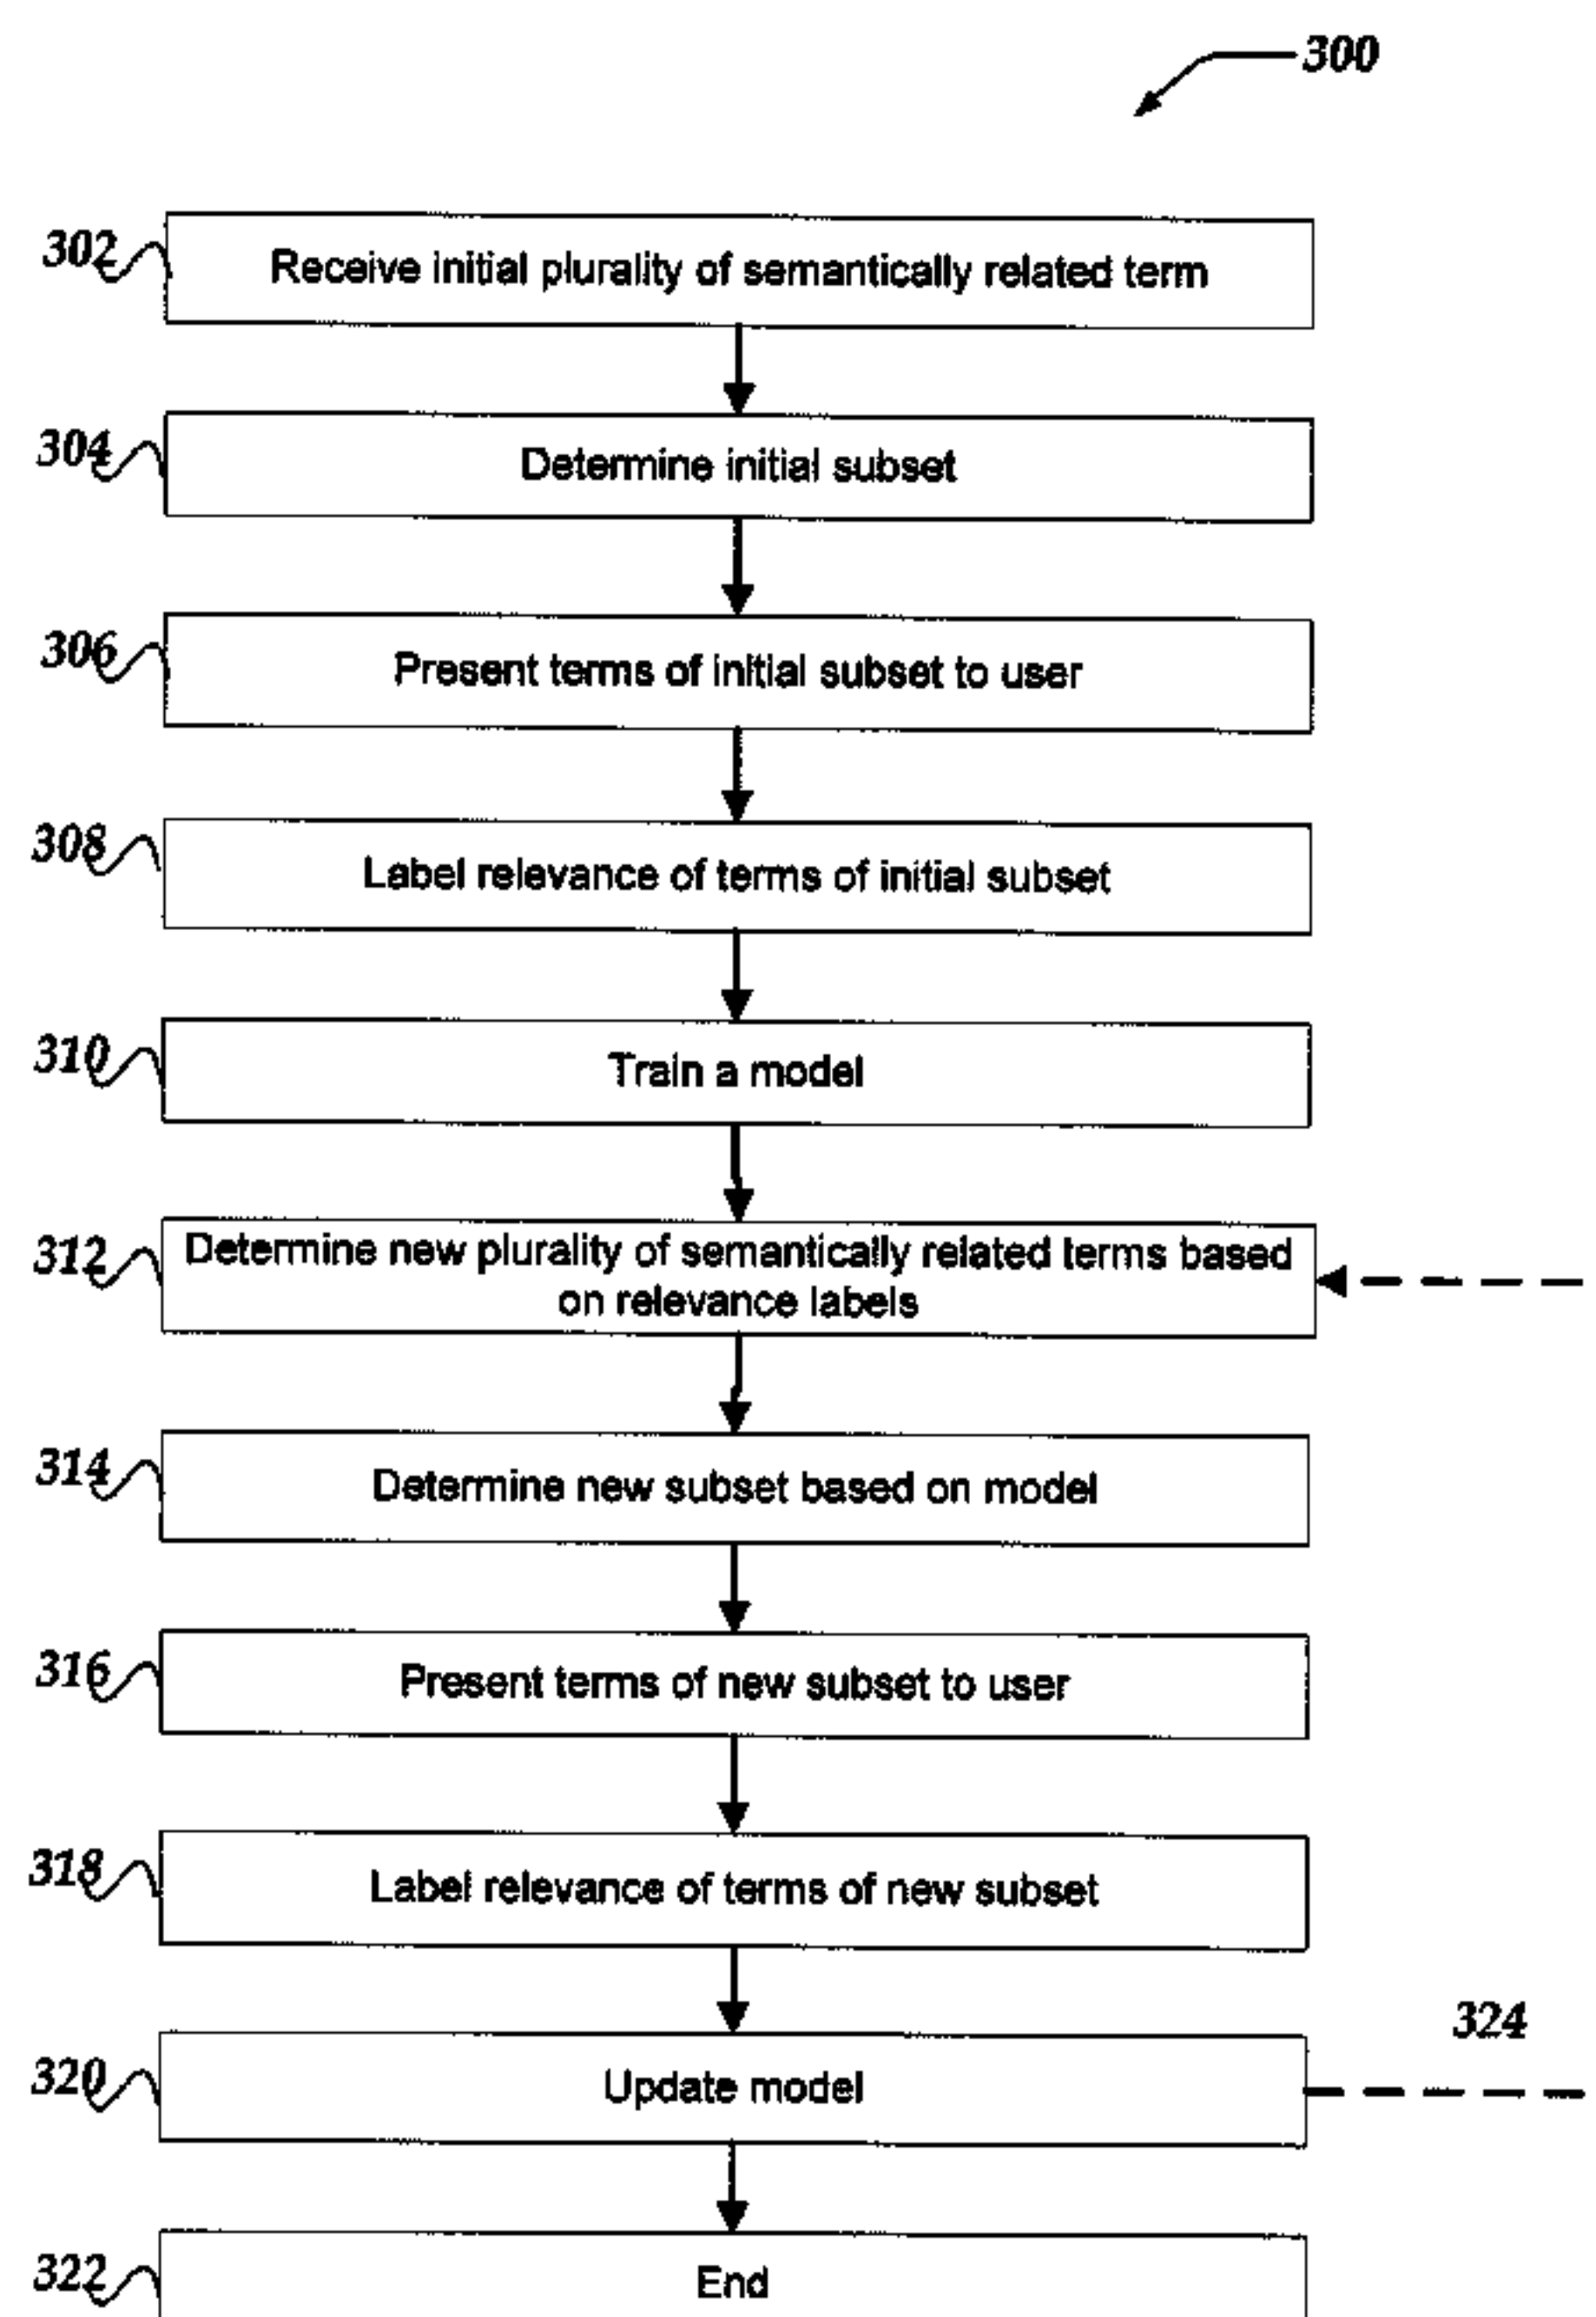 300
302
Receive initial plurality of semantically related term
304
Determine initial subset
306
Present terms of initial subset to user
308
Label relevance of terms of initial subset
310
Train a model
312
Determine new plurality of semantically related terms based
on relevance labels
314
Determine new subset based on model
316
Present terms of new subset to user
318
Label relevance of terms of new subset
324
320
Update model
322
End